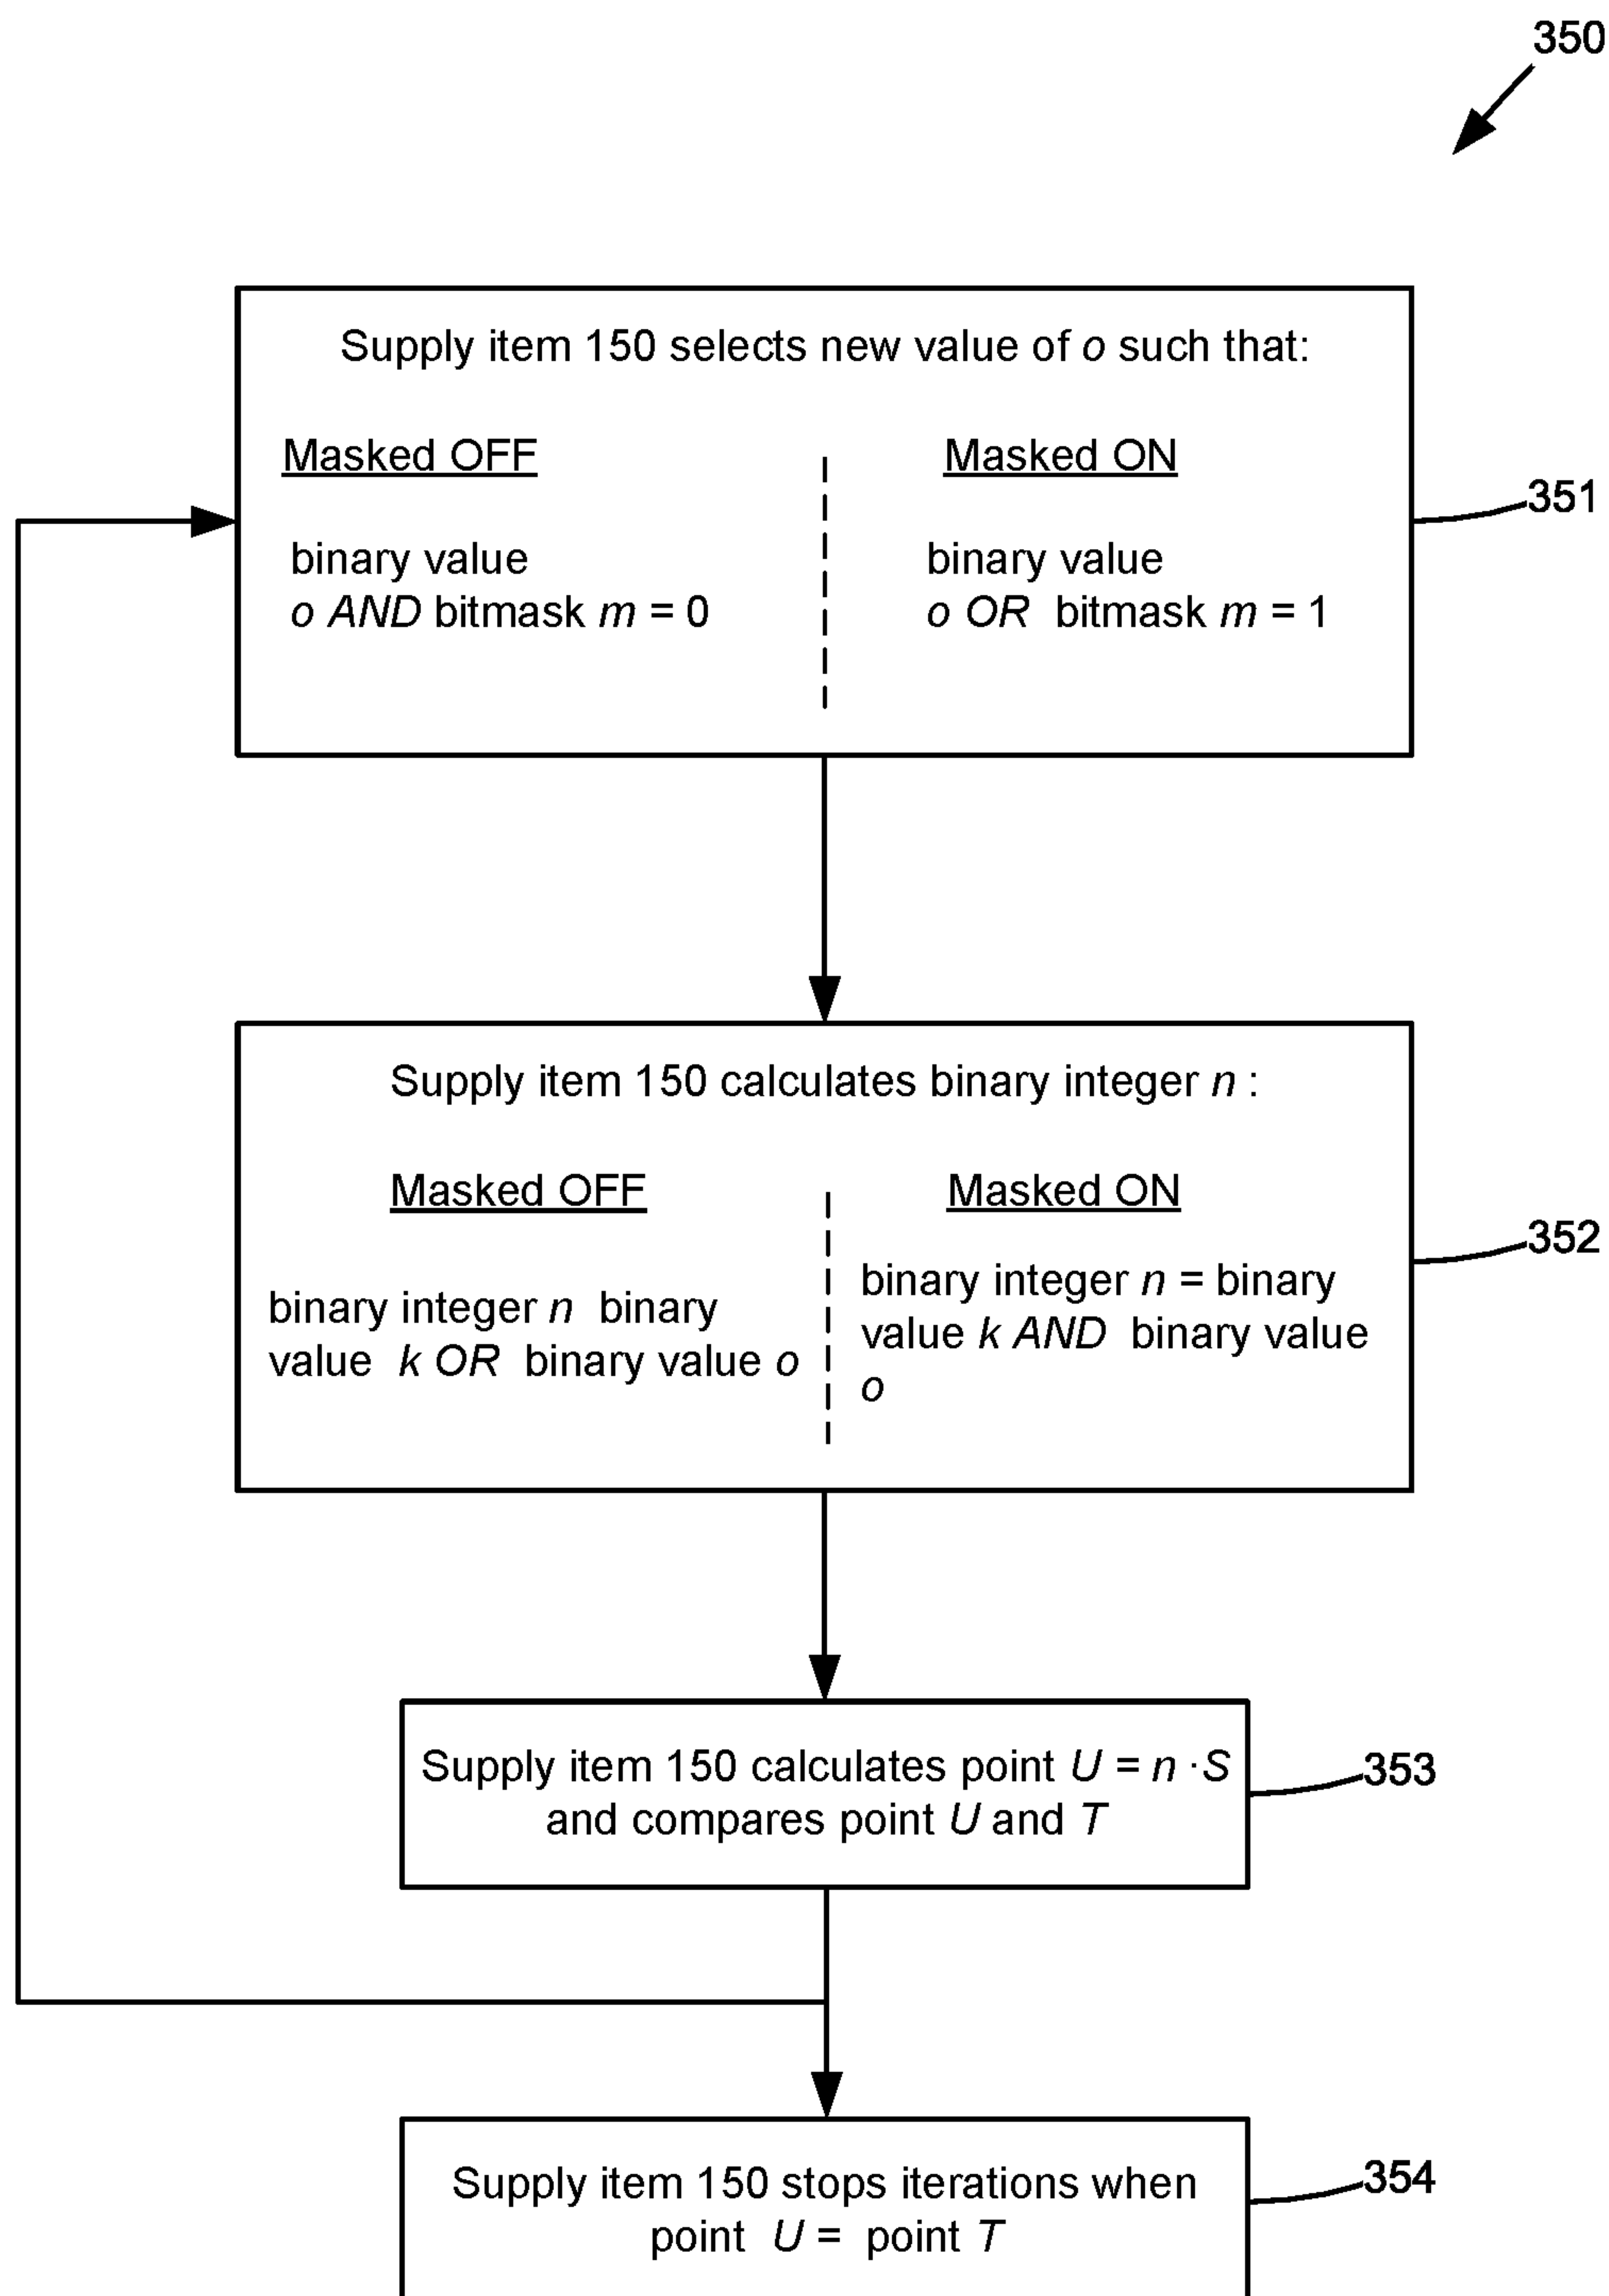 350
Supply item 150 selects new value of o such that:
Masked OFF
binary value
o AND bitmask m = 0
Masked ON
binary value
o OR bitmask m = 1
351
Supply item 150 calculates binary integer n :
Masked OFF
binary integer n binary
value k OR binary value o
Masked ON
binary integer n = binary
value k AND binary value
o
352
Supply item 150 calculates point U = n · S
and compares point U and T
353
Supply item 150 stops iterations when
point U = point T
354